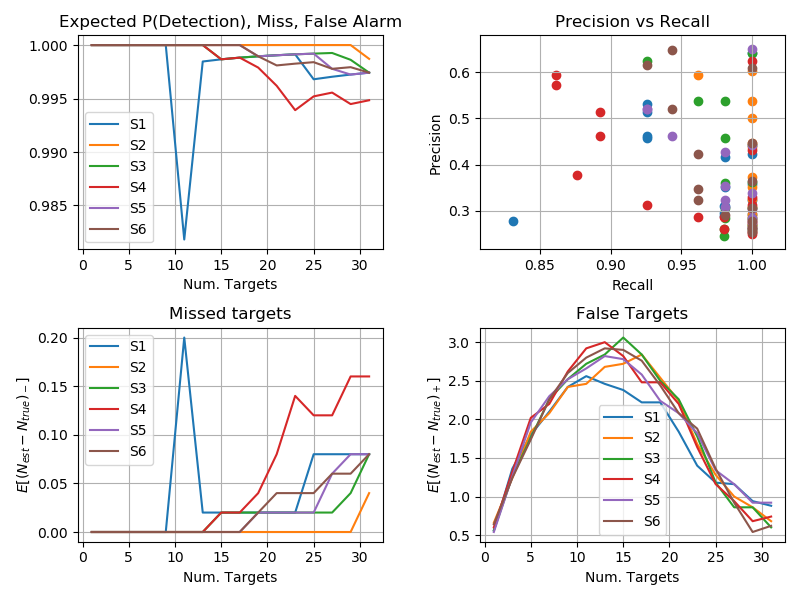 Expected P(Detection), Miss, False Alarm
1.000
0.995
0.990
0.985
S1
S2
S3
S4
S5
S6
0 5 10 15 20 25 30
Num. Targets
Precision vs Recall
Precision
0.6
0.5
0.4
0.3
0.85 0.90 0.95 1.00
Recall
Missed targets
E[(N_est − N_true)_−]
0.20
0.15
0.10
0.05
0.00
S1
S2
S3
S4
S5
S6
0 5 10 15 20 25 30
Num. Targets
False Targets
E[(N_est − N_true)_+]
3.0
2.5
2.0
1.5
1.0
0.5
S1
S2
S3
S4
S5
S6
0 5 10 15 20 25 30
Num. Targets